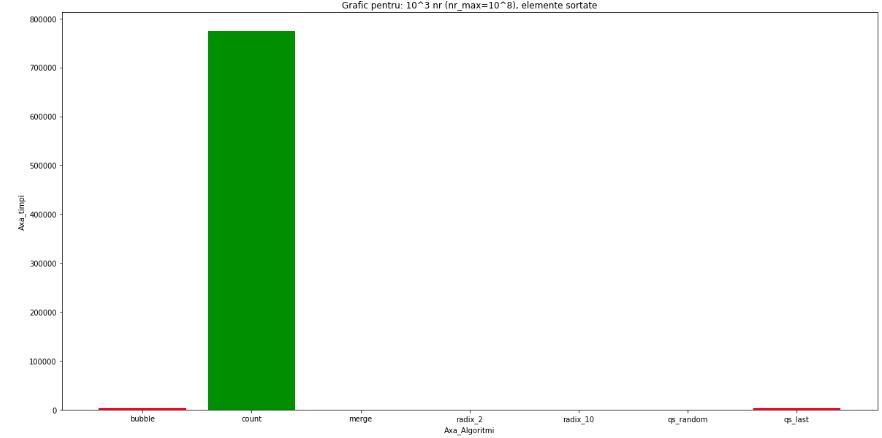 Grafic pentru: 10^3 nr (nr_max=10^8), elemente sortate
800000
700000
600000
500000
400000
300000
200000
100000
0
Axa_timpi
bubble count merge radix_2 radix_10 qs_random qs_last
Axa_Algoritmi